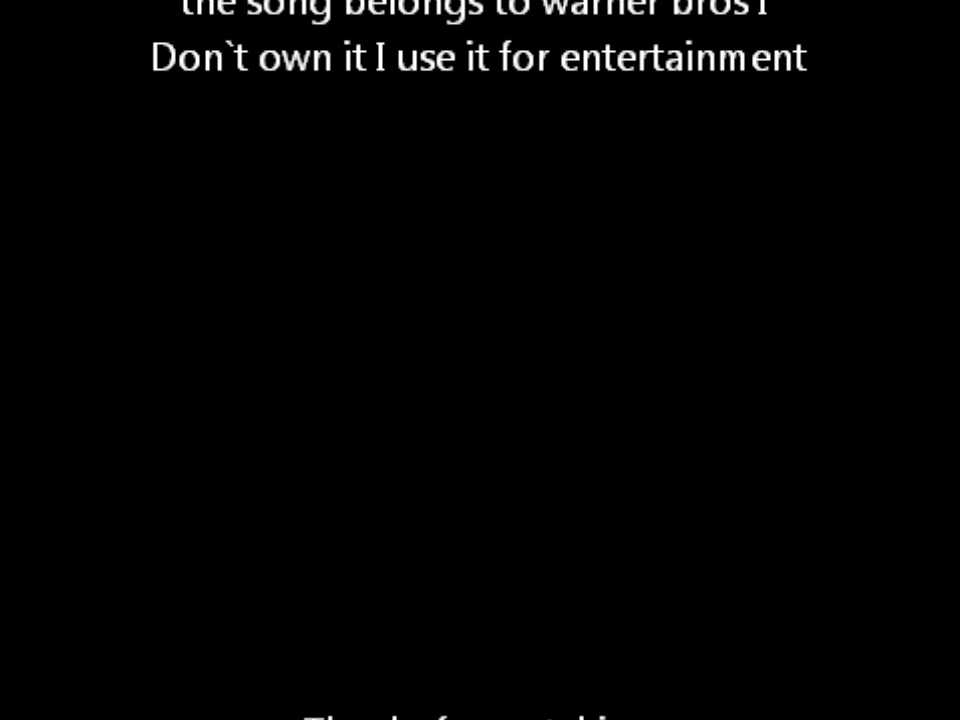 the song belongs to warner bros I
Don`t own it I use it for entertainment